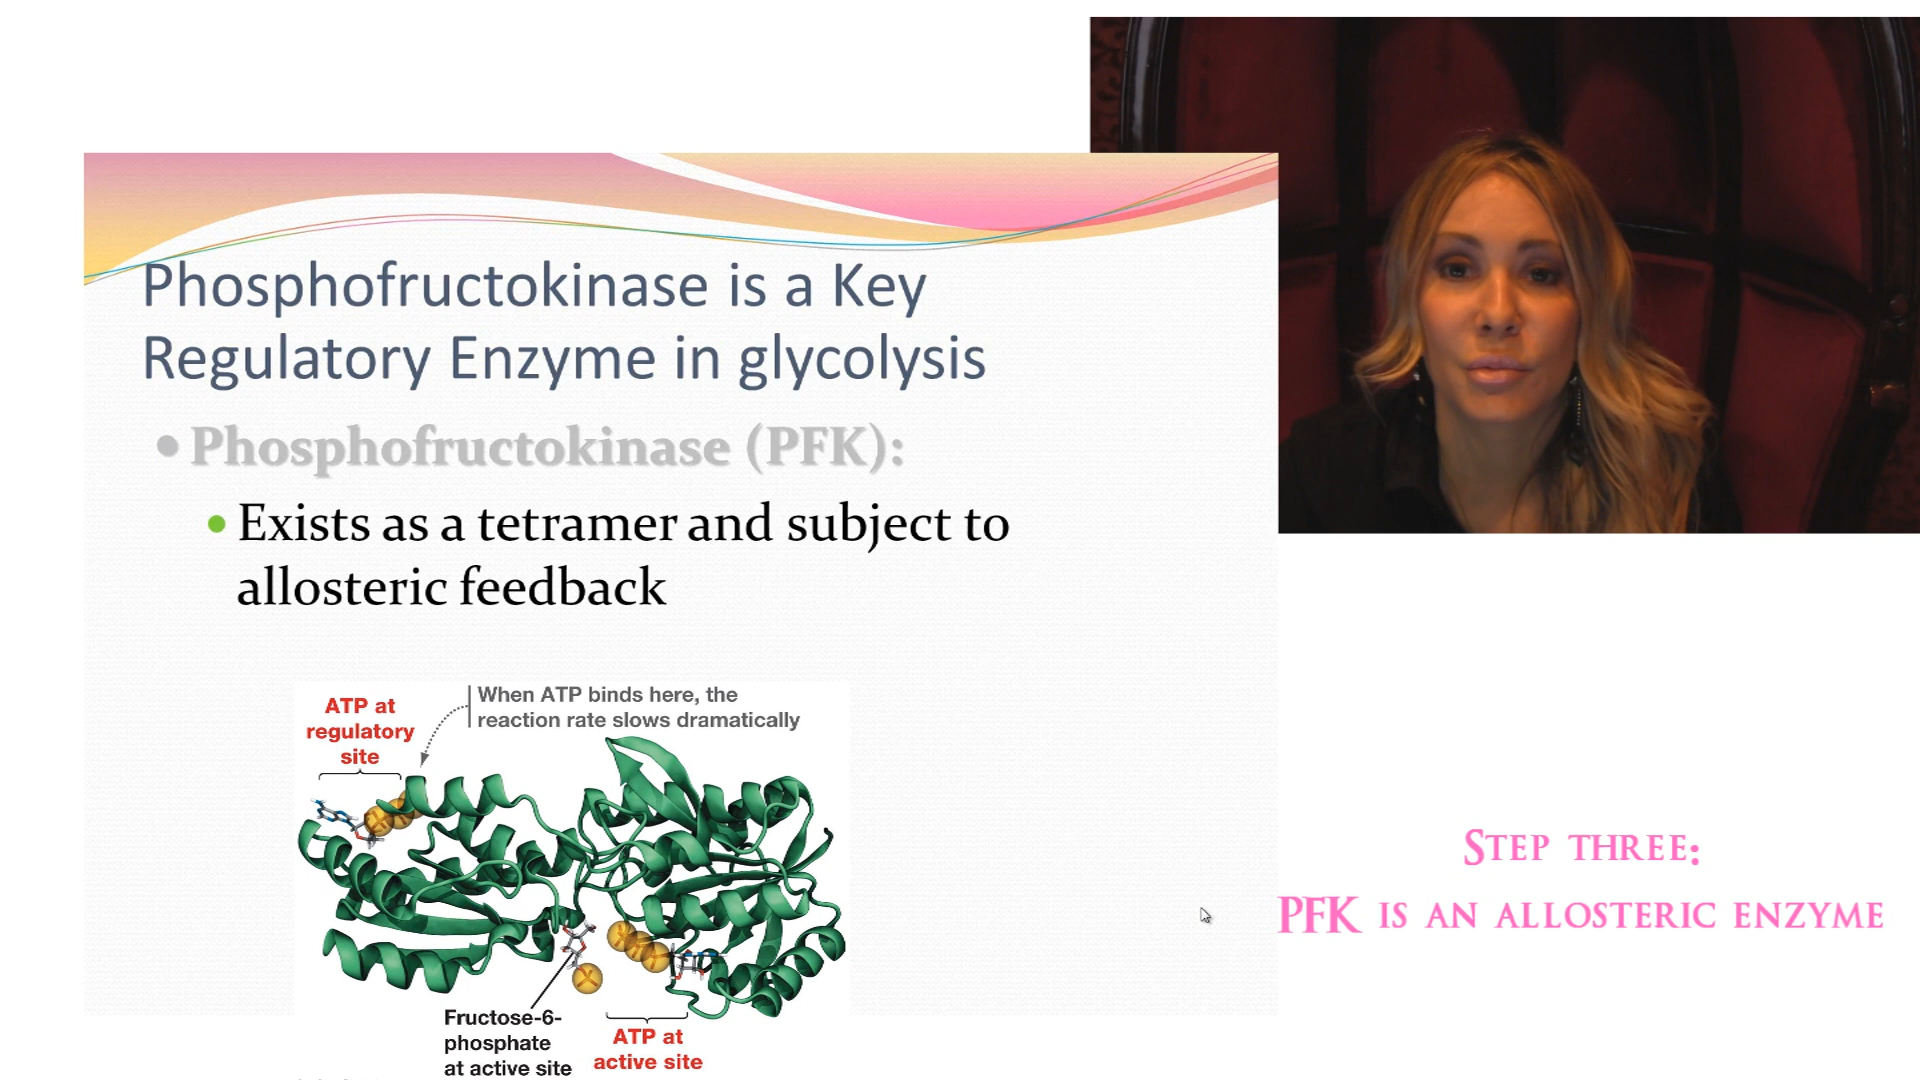 Phosphofructokinase is a Key
Regulatory Enzyme in glycolysis
• Phosphofructokinase (PFK):
• Exists as a tetramer and subject to
allosteric feedback
ATP at
regulatory
site
When ATP binds here, the
reaction rate slows dramatically
Fructose-6-
phosphate
at active site
ATP at
active site
Step three:
PFK is an allosteric enzyme